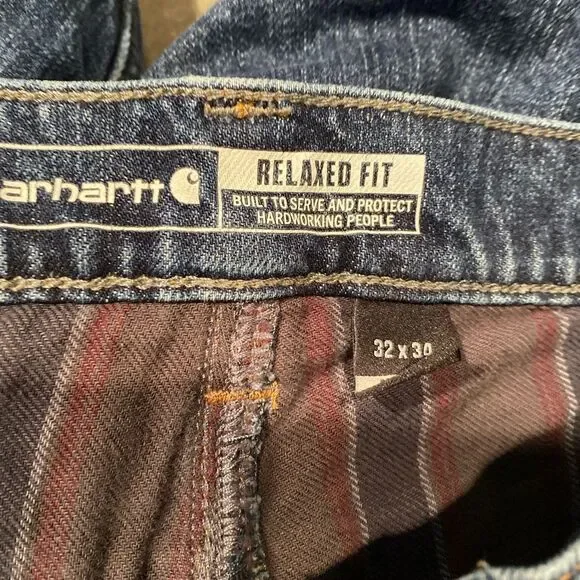 arhartt
RELAXED FIT
BUILT TO SERVE AND PROTECT
HARDWORKING PEOPLE
32 x 30